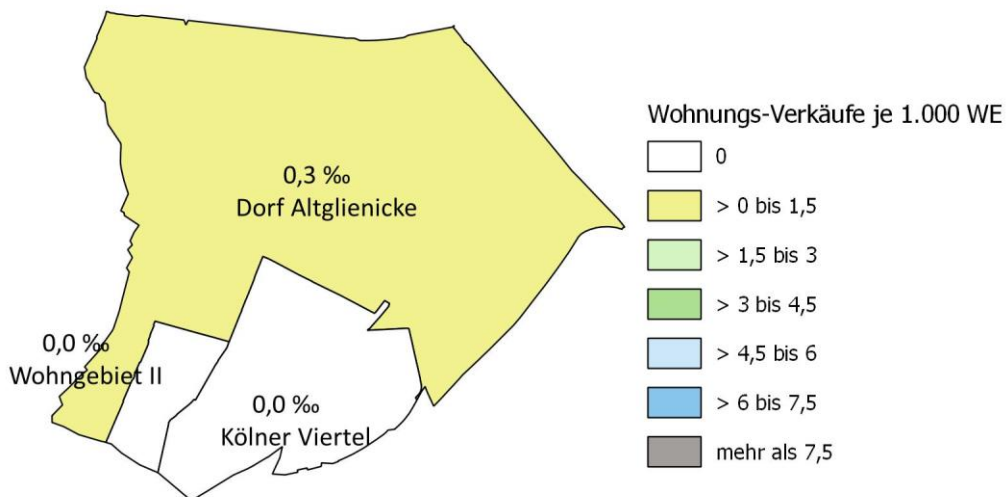 0,3 ‰
Dorf Altglienicke
0,0 ‰
Wohngebiet II
0,0 ‰
Kölner Viertel
Wohnungs-Verkäufe je 1.000 WE
0
> 0 bis 1,5
> 1,5 bis 3
> 3 bis 4,5
> 4,5 bis 6
> 6 bis 7,5
mehr als 7,5